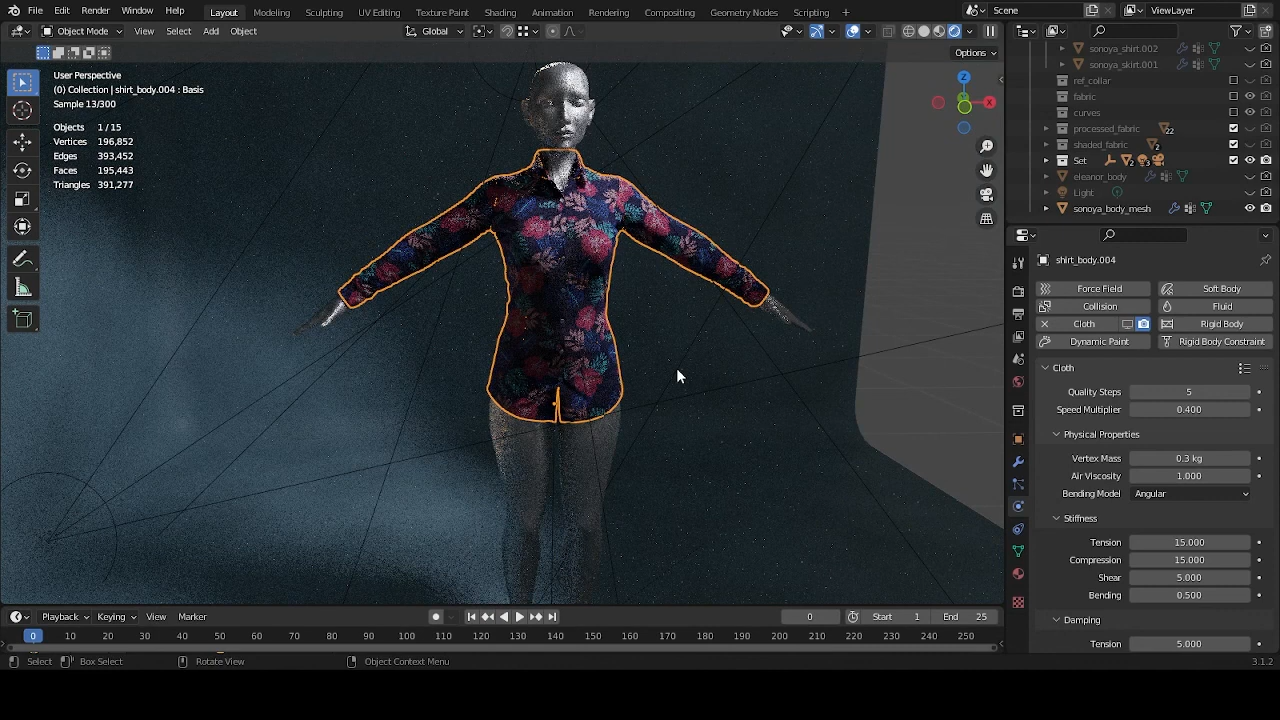 File Edit Render Window Help Layout Modeling Sculpting UV Editing Texture Paint Shading Animation Rendering Compositing Geometry Nodes Scripting + Scene ViewLayer
Object Mode View Select Add Object Global
Options
User Perspective
(0) Collection | shirt_body.004 : Basis
Sample 13/300
Objects 1/15
Vertices 196,852
Edges 393,452
Faces 195,443
Triangles 391,277
Z
X
sonoya_shirt.002
sonoya_skirt.001
ref_collar
fabric
curves
processed_fabric 22
shaded_fabric 2
Set 2 3
eleanor_body
Light
sonoya_body_mesh
shirt_body.004
Force Field Soft Body
Collision Fluid
Cloth Rigid Body
Dynamic Paint Rigid Body Constraint
Cloth
Quality Steps 5
Speed Multiplier 0.400
Physical Properties
Vertex Mass 0.3 kg
Air Viscosity 1.000
Bending Model Angular
Stiffness
Tension 15.000
Compression 15.000
Shear 5.000
Bending 0.500
Damping
Tension 5.000
Playback Keying View Marker 0 Start 1 End 25
0 10 20 30 40 50 60 70 80 90 100 110 120 130 140 150 160 170 180 190 200 210 220 230 240 250
Select Box Select Rotate View Object Context Menu 3.1.2